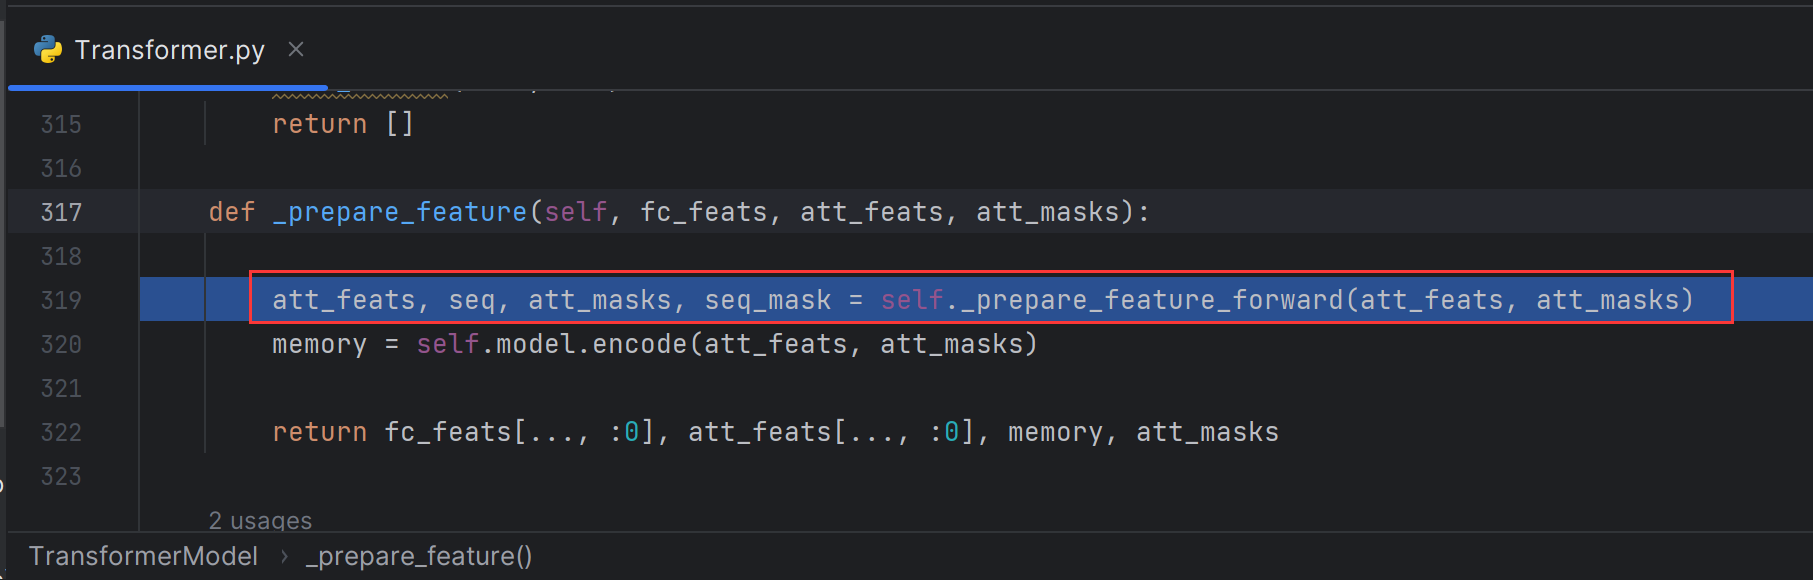 Transformer.py
315 return []
316
317 def _prepare_feature(self, fc_feats, att_feats, att_masks):
318
319 att_feats, seq, att_masks, seq_mask = self._prepare_feature_forward(att_feats, att_masks)
320 memory = self.model.encode(att_feats, att_masks)
321
322 return fc_feats[..., :0], att_feats[..., :0], memory, att_masks
323
2 usages
TransformerModel › _prepare_feature()